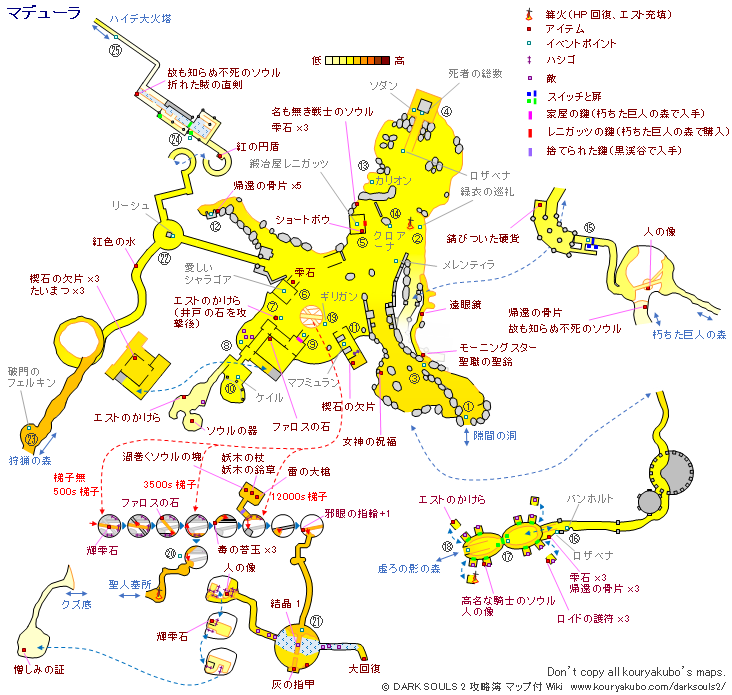 マデューラ
ハイデ大火塔
㉕
故も知らぬ不死のソウル
折れた賊の直剣
低
高
死者の総数
ソダン
④
篝火(HP回復、エスト充填)
アイテム
イベントポイント
ハシゴ
敵
スイッチと扉
家屋の鍵(朽ちた巨人の森で入手)
レニガッツの鍵(朽ちた巨人の森で購入)
捨てられた鍵(黒渓谷で入手)
名も無き戦士のソウル
雫石 ×3
㉔
紅の円盾
鍛冶屋レニガッツ
⑬
カリオン
ロザベナ
緑衣の巡礼
帰還の骨片 ×5
リーシュ
⑫
ショートボウ
⑭
⑤
クロアーナ
②
錆びついた硬貨
⑮
人の像
紅色の水
㉒
愛しい
シャラゴア
雫石
メレンティラ
楔石の欠片 ×3
たいまつ ×3
⑥
エストのかけら
(井戸の石を攻
撃後)
ギリガン
⑦
⑬
遠眼鏡
帰還の骨片
故も知らぬ不死のソウル
朽ちた巨人の森
⑧
⑨
⑪
モーニングスター
聖職の聖鈴
破門の
フェルキン
⑩
マフミュラン
③
ケイル
楔石の欠片
①
エストのかけら
ソウルの器
ファロスの石
女神の祝福
隙間の洞
㉓
狩猟の森
渦巻くソウルの塊
妖木の杖
妖木の鈴草
雷の大槍
梯子無
500s 梯子
3500s 梯子
12000s 梯子
ファロスの石
邪眼の指輪+1
エストのかけら
バンホルト
輝雫石
⑱
⑰
⑯
ロザベナ
⑳
毒の苔玉 ×3
虚ろの影の森
雫石 ×3
帰還の骨片 ×3
聖人墓所
人の像
高名な騎士のソウル
人の像
ロイドの護符 ×3
クズ底
結晶 1
㉑
輝雫石
憎しみの証
大回復
灰の指甲
Don't copy all kouryakubo's maps.
© DARK SOULS 2 攻略簿 マップ付 Wiki www.kouryakubo.com/darksouls2/